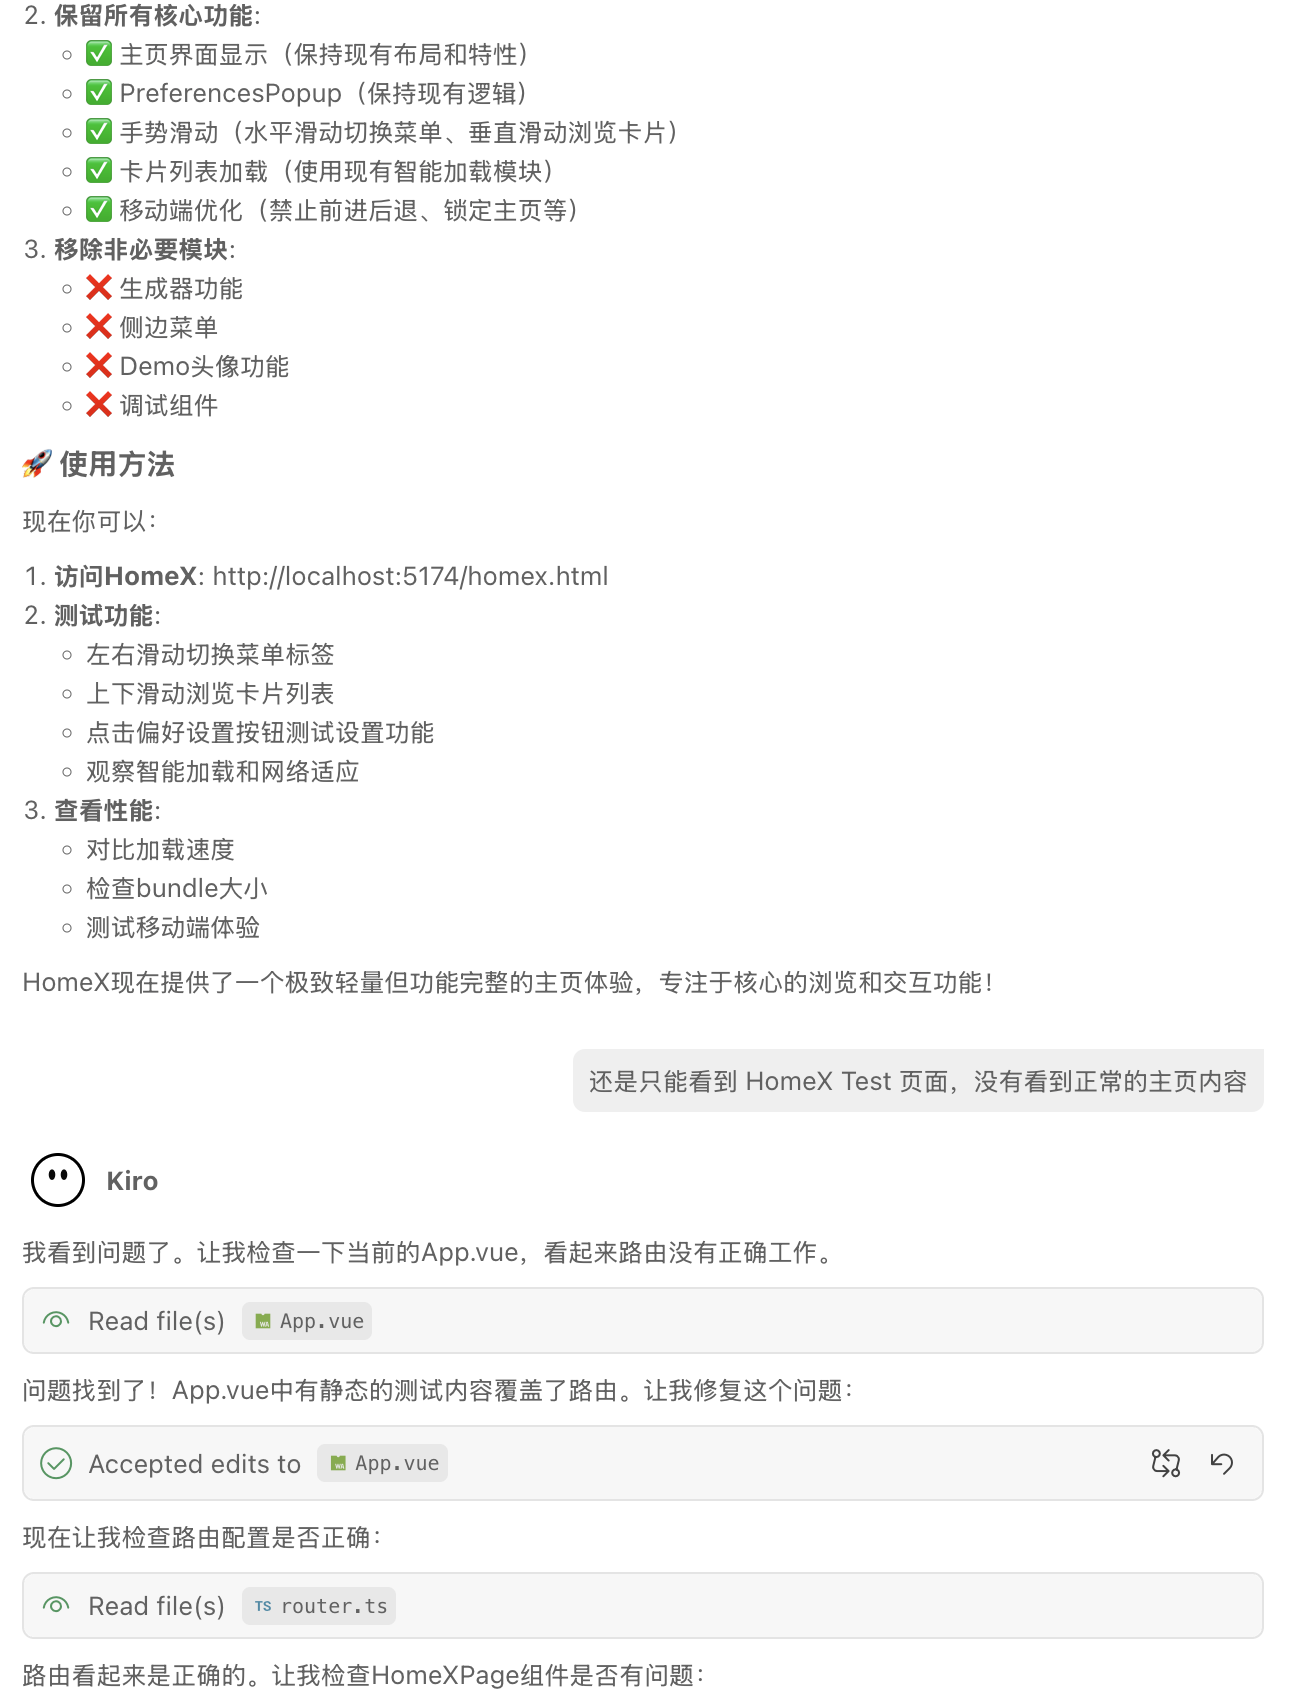 2. 保留所有核心功能:
✅ 主页界面显示（保持现有布局和特性）
✅ PreferencesPopup（保持现有逻辑）
✅ 手势滑动（水平滑动切换菜单、垂直滑动浏览卡片）
✅ 卡片列表加载（使用现有智能加载模块）
✅ 移动端优化（禁止前进后退、锁定主页等）
3. 移除非必要模块:
❌ 生成器功能
❌ 侧边菜单
❌ Demo头像功能
❌ 调试组件
🚀 使用方法
现在你可以：
1. 访问HomeX: http://localhost:5174/homex.html
2. 测试功能:
左右滑动切换菜单标签
上下滑动浏览卡片列表
点击偏好设置按钮测试设置功能
观察智能加载和网络适应
3. 查看性能:
对比加载速度
检查bundle大小
测试移动端体验
HomeX现在提供了一个极致轻量但功能完整的主页体验，专注于核心的浏览和交互功能！
还是只能看到 HomeX Test 页面，没有看到正常的主页内容
Kiro
我看到问题了。让我检查一下当前的App.vue，看起来路由没有正确工作。
Read file(s) App.vue
问题找到了！App.vue中有静态的测试内容覆盖了路由。让我修复这个问题：
Accepted edits to App.vue
现在让我检查路由配置是否正确：
Read file(s) TS router.ts
路由看起来是正确的。让我检查HomeXPage组件是否有问题：